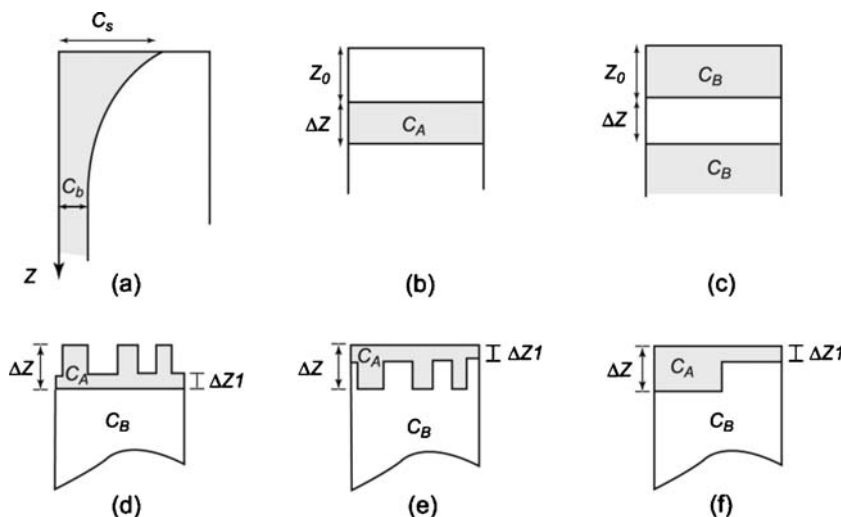 C_s
C_b
z
(a)
Z_0
ΔZ
C_A
(b)
Z_0
C_B
ΔZ
C_B
(c)
ΔZ
C_A
ΔZ1
C_B
(d)
ΔZ
C_A
ΔZ1
C_B
(e)
ΔZ
C_A
ΔZ1
C_B
(f)